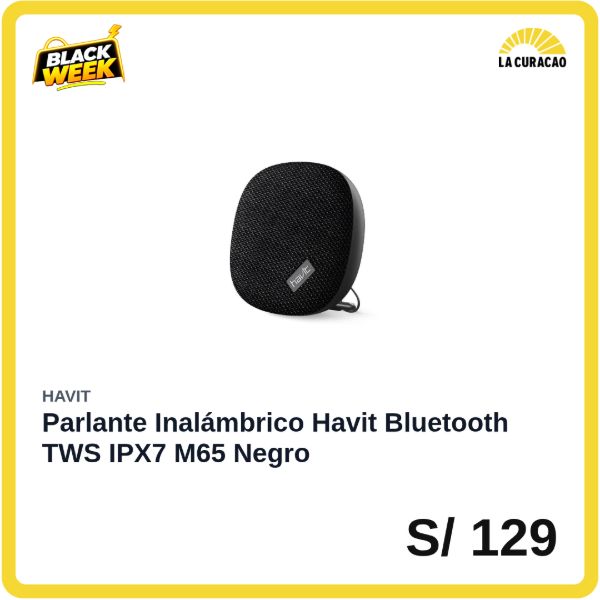 BLACK
WEEK
LA CURACAO
havit
HAVIT
Parlante Inalámbrico Havit Bluetooth
TWS IPX7 M65 Negro
S/ 129